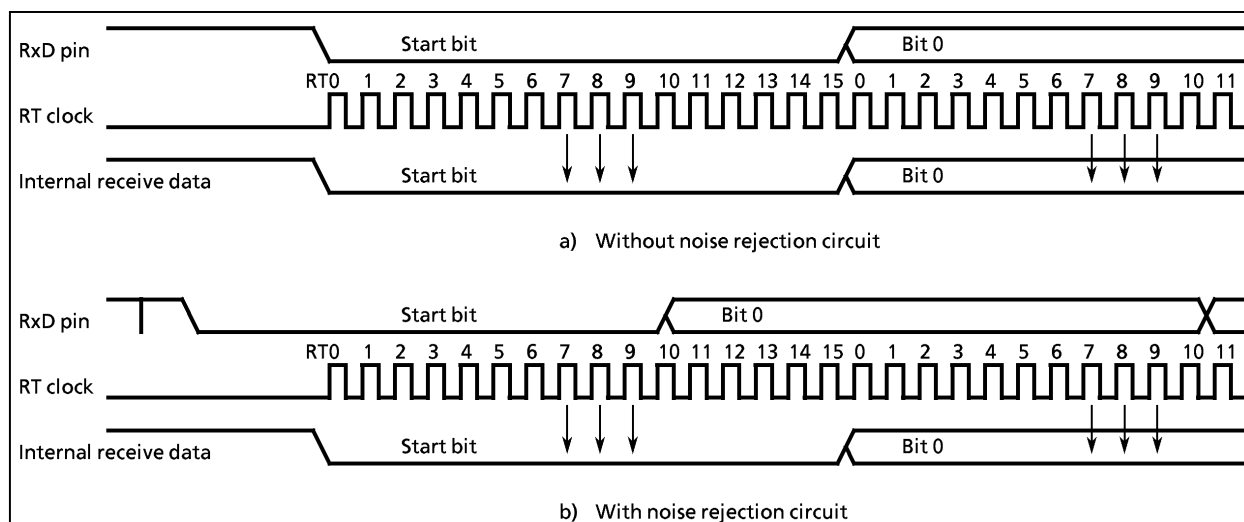 RxD pin Start bit Bit 0
RT0 1 2 3 4 5 6 7 8 9 10 11 12 13 14 15 0 1 2 3 4 5 6 7 8 9 10 11
RT clock
Internal receive data Start bit Bit 0
a) Without noise rejection circuit
RxD pin Start bit Bit 0
RT0 1 2 3 4 5 6 7 8 9 10 11 12 13 14 15 0 1 2 3 4 5 6 7 8 9 10 11
RT clock
Internal receive data Start bit Bit 0
b) With noise rejection circuit